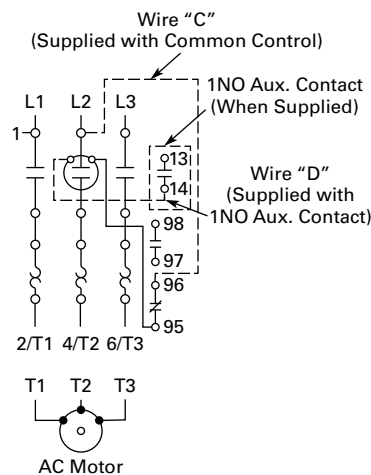 Wire “C”
(Supplied with Common Control)
1NO Aux. Contact
(When Supplied)
L1 L2 L3
1
13
14
Wire “D”
(Supplied with
1NO Aux. Contact)
98
97
96
95
2/T1 4/T2 6/T3
T1 T2 T3
AC Motor